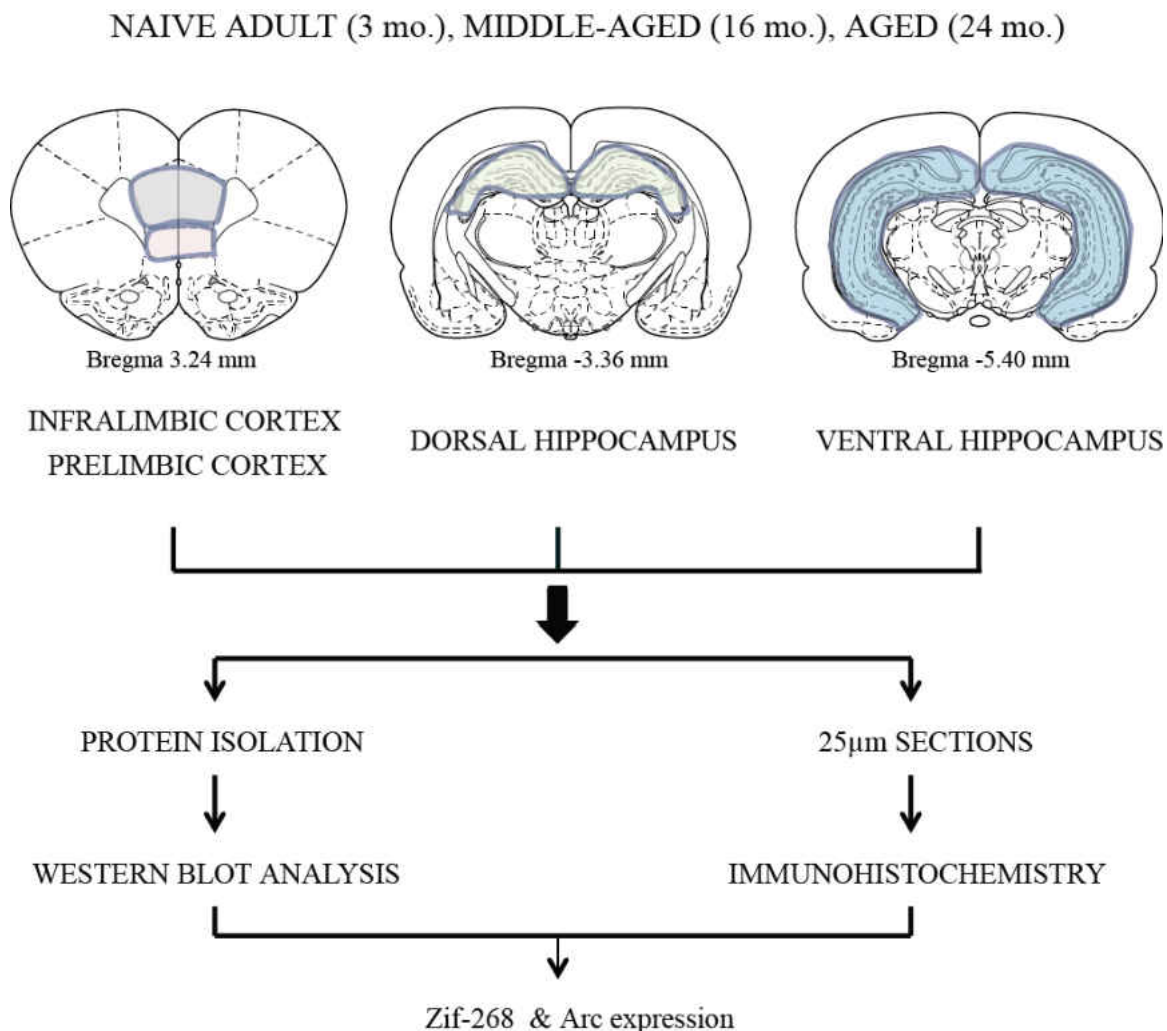 NAIVE ADULT (3 mo.), MIDDLE-AGED (16 mo.), AGED (24 mo.)
Bregma 3.24 mm
Bregma -3.36 mm
Bregma -5.40 mm
INFRALIMBIC CORTEX
PRELIMBIC CORTEX
DORSAL HIPPOCAMPUS
VENTRAL HIPPOCAMPUS
PROTEIN ISOLATION
25µm SECTIONS
WESTERN BLOT ANALYSIS
IMMUNOHISTOCHEMISTRY
Zif-268 & Arc expression